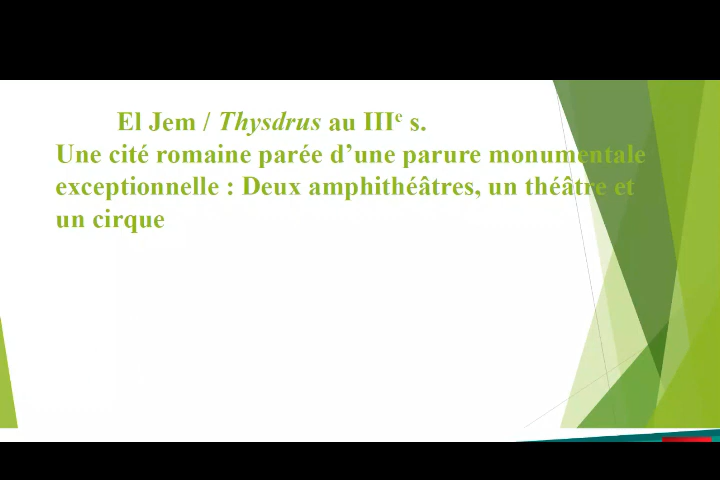 El Jem / Thysdrus au IIIᵉ s.
Une cité romaine parée d’une parure monumentale
exceptionnelle : Deux amphithéâtres, un théâtre et
un cirque